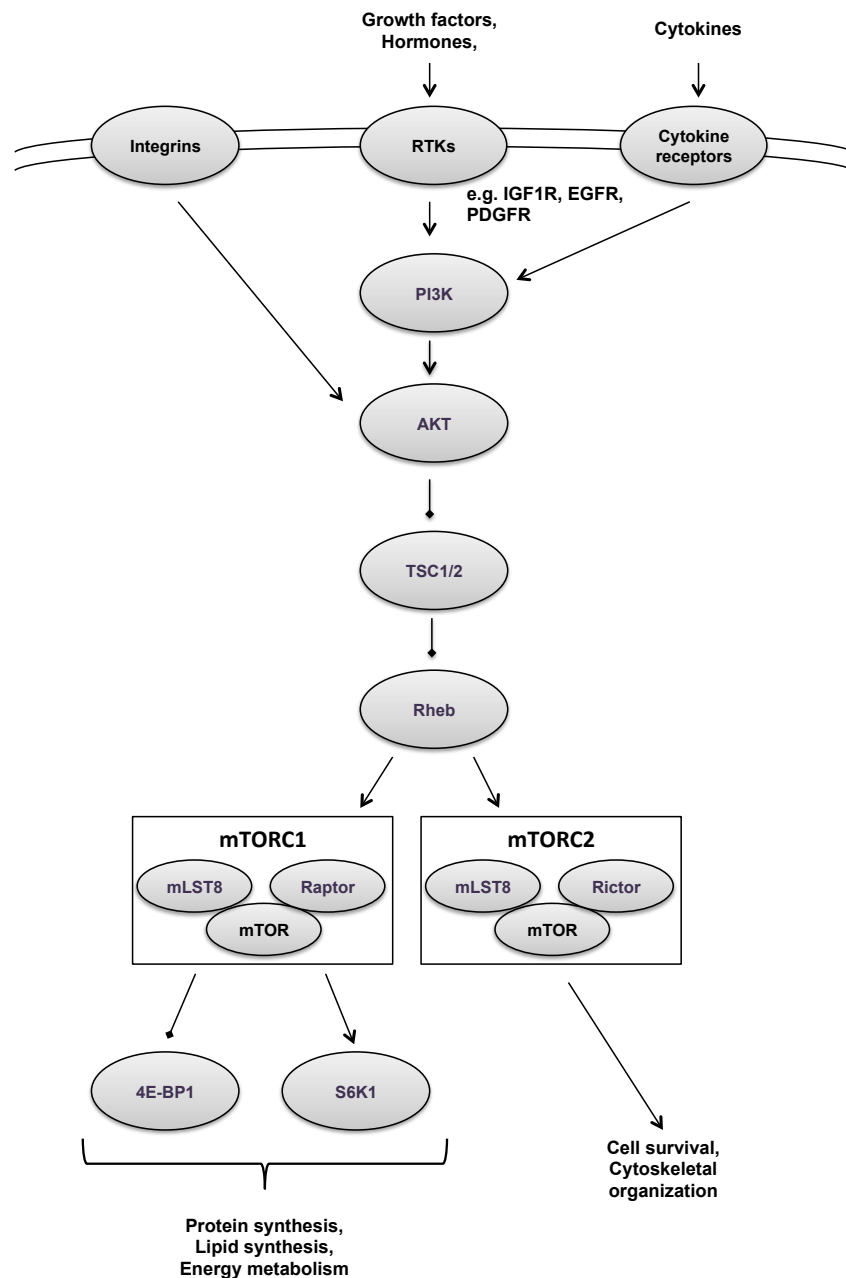 Growth factors,
Hormones,
Cytokines
Integrins
RTKs
Cytokine
receptors
e.g. IGF1R, EGFR,
PDGFR
PI3K
AKT
TSC1/2
Rheb
mTORC1
mLST8
Raptor
mTOR
mTORC2
mLST8
Rictor
mTOR
4E-BP1
S6K1
Cell survival,
Cytoskeletal
organization
Protein synthesis,
Lipid synthesis,
Energy metabolism